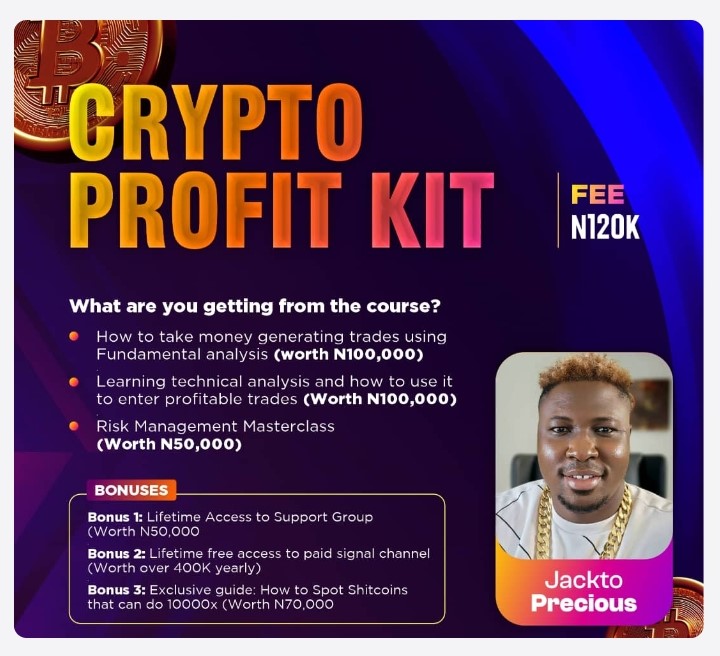 CRYPTO
PROFIT KIT
FEE
N120K
What are you getting from the course?
How to take money generating trades using
Fundamental analysis (worth N100,000)
Learning technical analysis and how to use it
to enter profitable trades (Worth N100,000)
Risk Management Masterclass
(Worth N50,000)
BONUSES
Bonus 1: Lifetime Access to Support Group
(Worth N50,000
Bonus 2: Lifetime free access to paid signal channel
(Worth over 400K yearly)
Bonus 3: Exclusive guide: How to Spot Shitcoins
that can do 10000x (Worth N70,000
Jackto
Precious